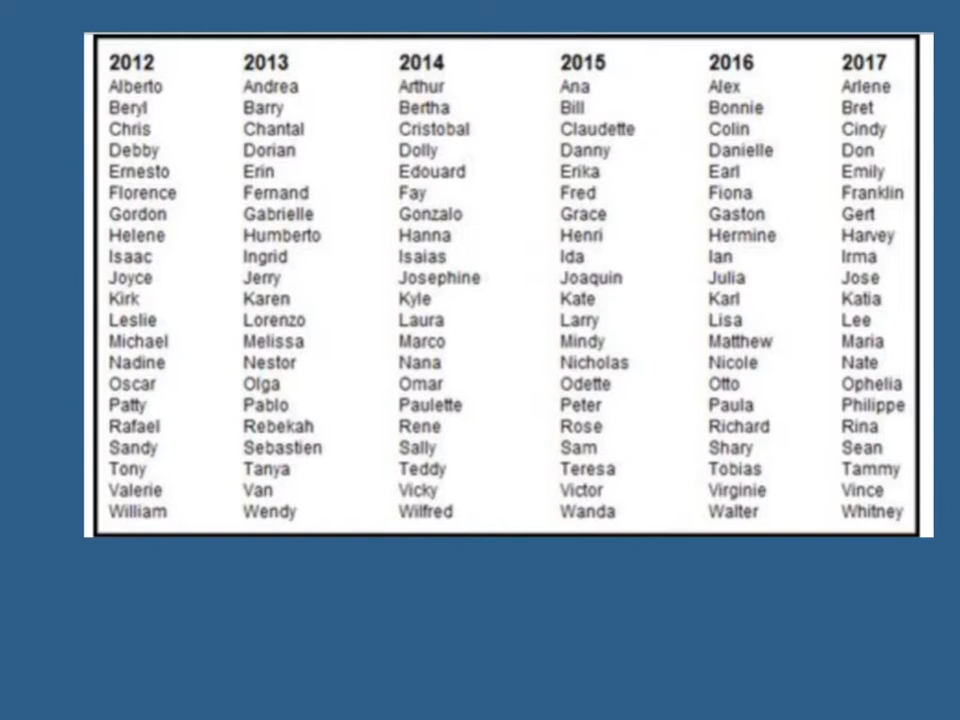 2012 2013 2014 2015 2016 2017
Alberto Andrea Arthur Ana Alex Arlene
Beryl Barry Bertha Bill Bonnie Bret
Chris Chantal Cristobal Claudette Colin Cindy
Debby Dorian Dolly Danny Danielle Don
Ernesto Erin Edouard Erika Earl Emily
Florence Fernand Fay Fred Fiona Franklin
Gordon Gabrielle Gonzalo Grace Gaston Gert
Helene Humberto Hanna Henri Hermine Harvey
Isaac Ingrid Isaias Ida Ian Irma
Joyce Jerry Josephine Joaquin Julia Jose
Kirk Karen Kyle Kate Karl Katia
Leslie Lorenzo Laura Larry Lisa Lee
Michael Melissa Marco Mindy Matthew Maria
Nadine Nestor Nana Nicholas Nicole Nate
Oscar Olga Omar Odette Otto Ophelia
Patty Pablo Paulette Peter Paula Philippe
Rafael Rebekah Rene Rose Richard Rina
Sandy Sebastien Sally Sam Shary Sean
Tony Tanya Teddy Teresa Tobias Tammy
Valerie Van Vicky Victor Virginie Vince
William Wendy Wilfred Wanda Walter Whitney